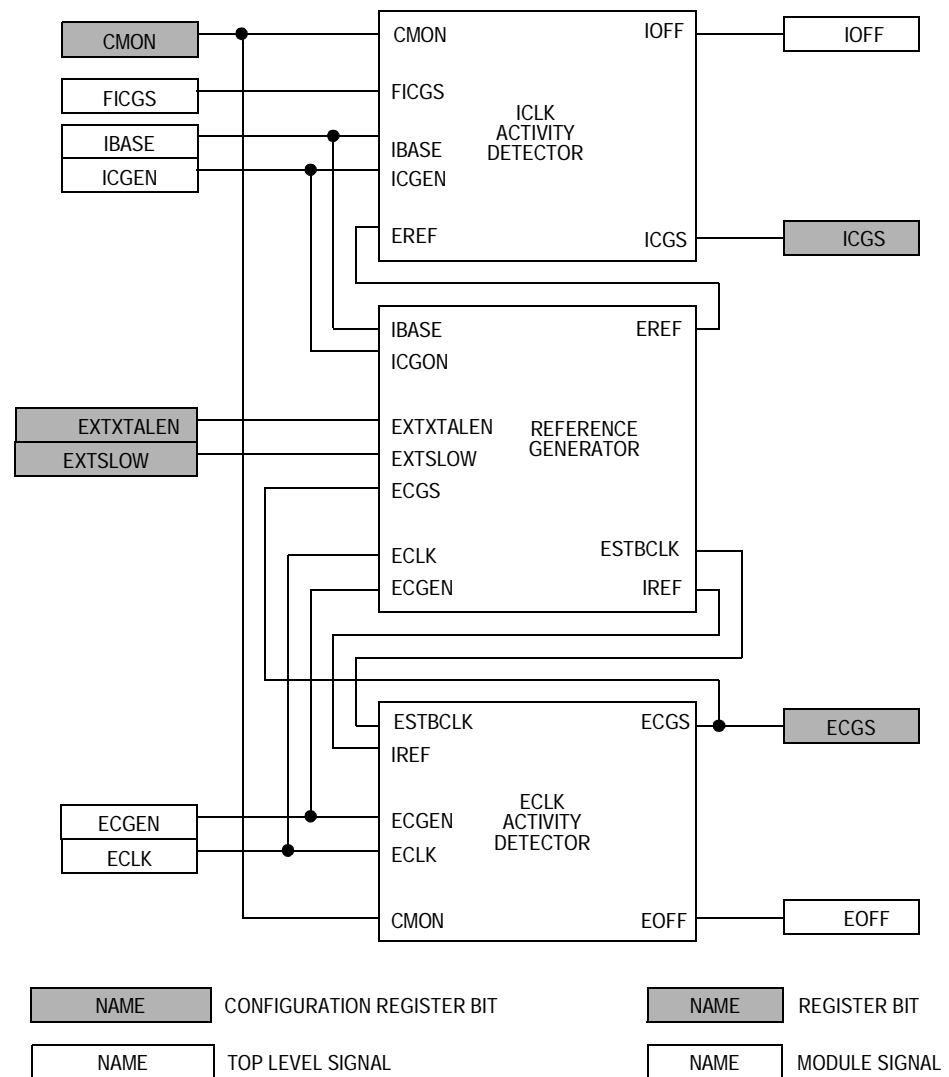 CMON
FICGS
IBASE
ICGEN
CMON
FICGS
IBASE
ICGEN
EREF
ICLK
ACTIVITY
DETECTOR
IOFF
ICGS
IOFF
ICGS
IBASE
ICGON
EXTXTALEN
EXTSLOW
EXTXTALEN
EXTSLOW
ECGS
ECLK
ECGEN
REFERENCE
GENERATOR
EREF
ESTBCLK
IREF
ESTBCLK
IREF
ECGEN
ECLK
ECGEN
ECLK
CMON
ECLK
ACTIVITY
DETECTOR
ECGS
EOFF
ECGS
EOFF
NAME CONFIGURATION REGISTER BIT
NAME REGISTER BIT
NAME TOP LEVEL SIGNAL
NAME MODULE SIGNAL